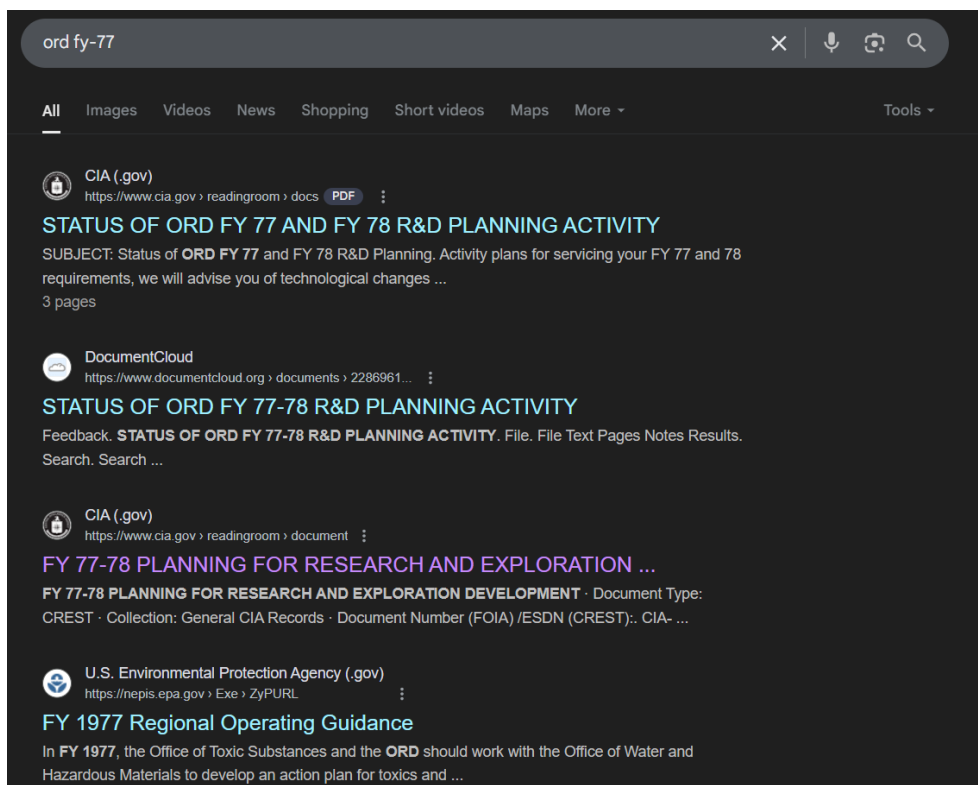 ord fy-77
All Images Videos News Shopping Short videos Maps More Tools
CIA (.gov)
https://www.cia.gov › readingroom › docs PDF
STATUS OF ORD FY 77 AND FY 78 R&D PLANNING ACTIVITY
SUBJECT: Status of ORD FY 77 and FY 78 R&D Planning. Activity plans for servicing your FY 77 and 78
requirements, we will advise you of technological changes ...
3 pages
DocumentCloud
https://www.documentcloud.org › documents › 2286961...
STATUS OF ORD FY 77-78 R&D PLANNING ACTIVITY
Feedback. STATUS OF ORD FY 77-78 R&D PLANNING ACTIVITY. File. File Text Pages Notes Results.
Search. Search ...
CIA (.gov)
https://www.cia.gov › readingroom › document
FY 77-78 PLANNING FOR RESEARCH AND EXPLORATION ...
FY 77-78 PLANNING FOR RESEARCH AND EXPLORATION DEVELOPMENT · Document Type:
CREST · Collection: General CIA Records · Document Number (FOIA) /ESDN (CREST):. CIA- ...
U.S. Environmental Protection Agency (.gov)
https://nepis.epa.gov › Exe › ZyPURL
FY 1977 Regional Operating Guidance
In FY 1977, the Office of Toxic Substances and the ORD should work with the Office of Water and
Hazardous Materials to develop an action plan for toxics and ...